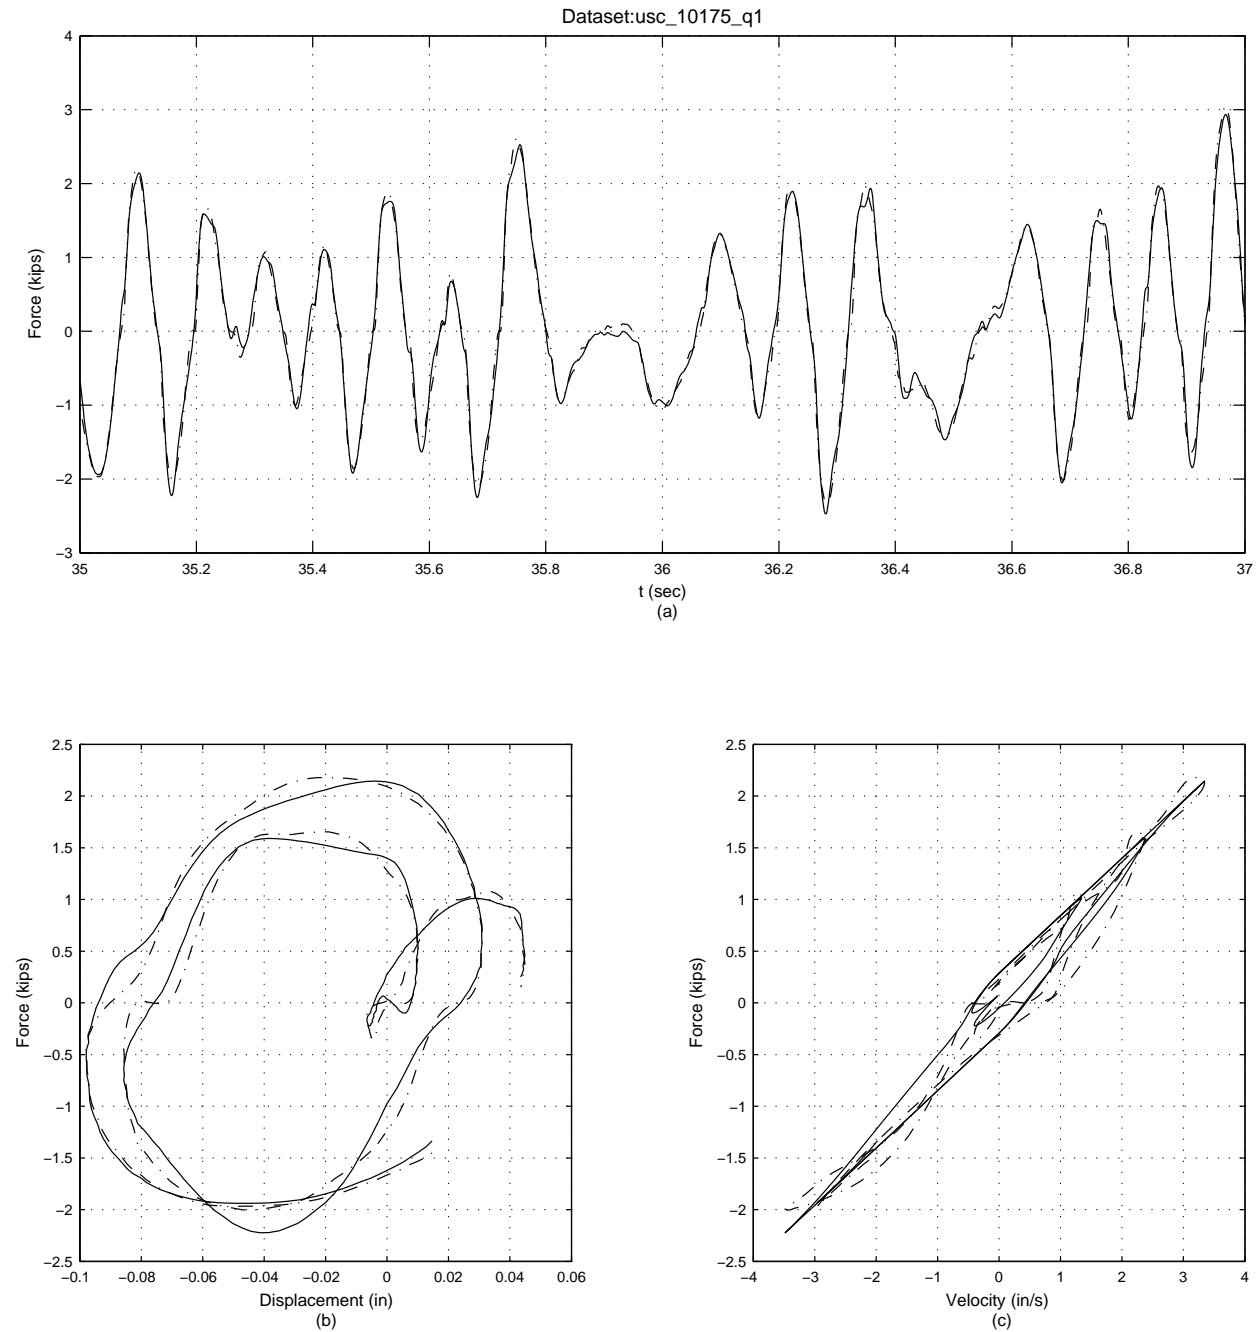 Dataset:usc_10175_q1
4
3
2
1
0
−1
−2
−3
Force (kips)
35 35.2 35.4 35.6 35.8 36 36.2 36.4 36.6 36.8 37
t (sec)
(a)
2.5
2
1.5
1
0.5
0
−0.5
−1
−1.5
−2
−2.5
Force (kips)
−0.1 −0.08 −0.06 −0.04 −0.02 0 0.02 0.04 0.06
Displacement (in)
(b)
2.5
2
1.5
1
0.5
0
−0.5
−1
−1.5
−2
−2.5
Force (kips)
−4 −3 −2 −1 0 1 2 3 4
Velocity (in/s)
(c)